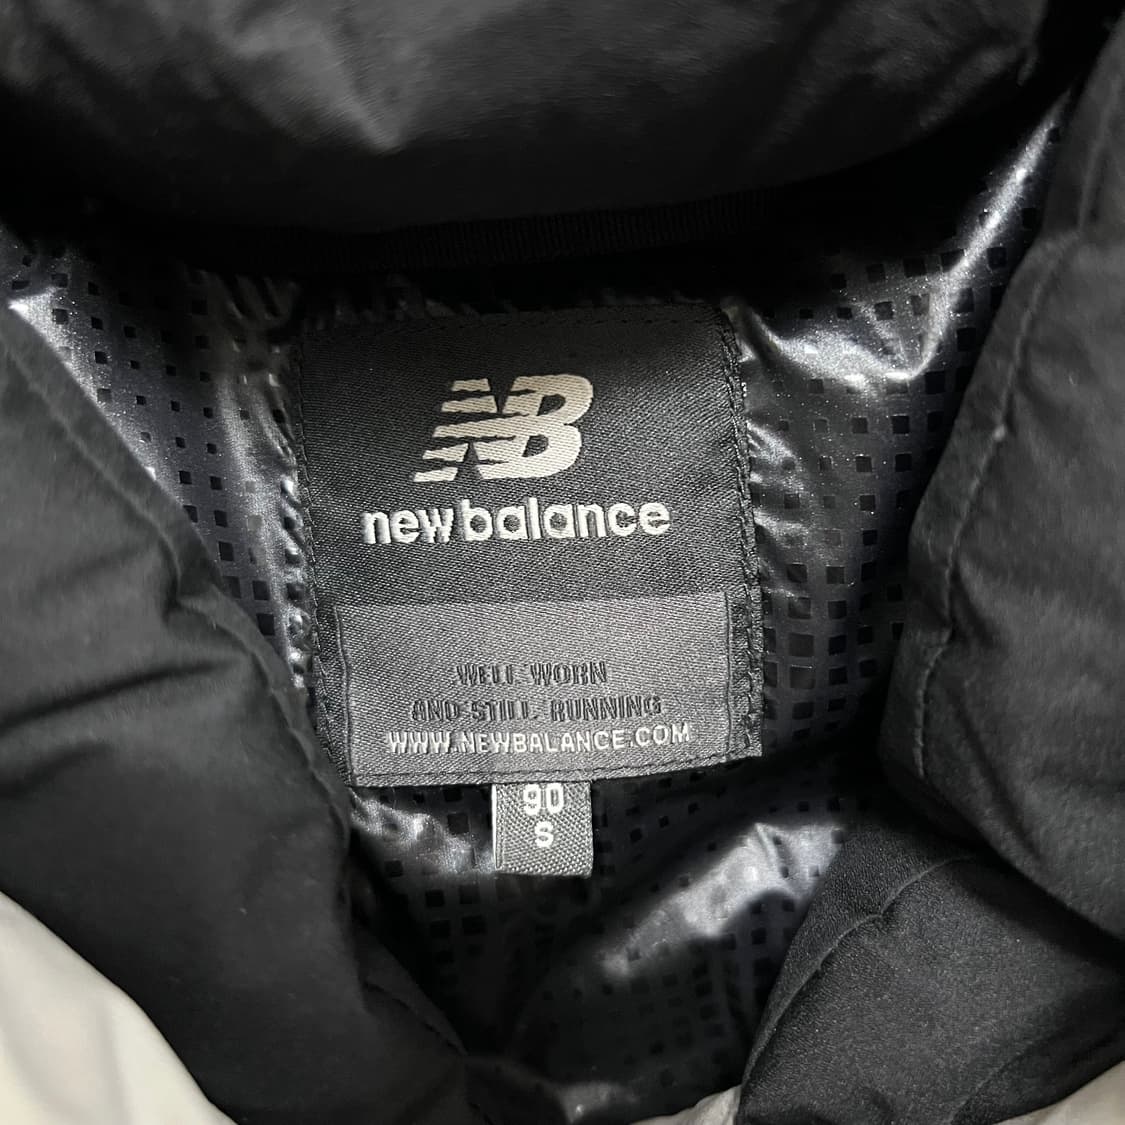 NB
new balance
WELL WORN
AND STILL RUNNING
WWW.NEWBALANCE.COM
90
S